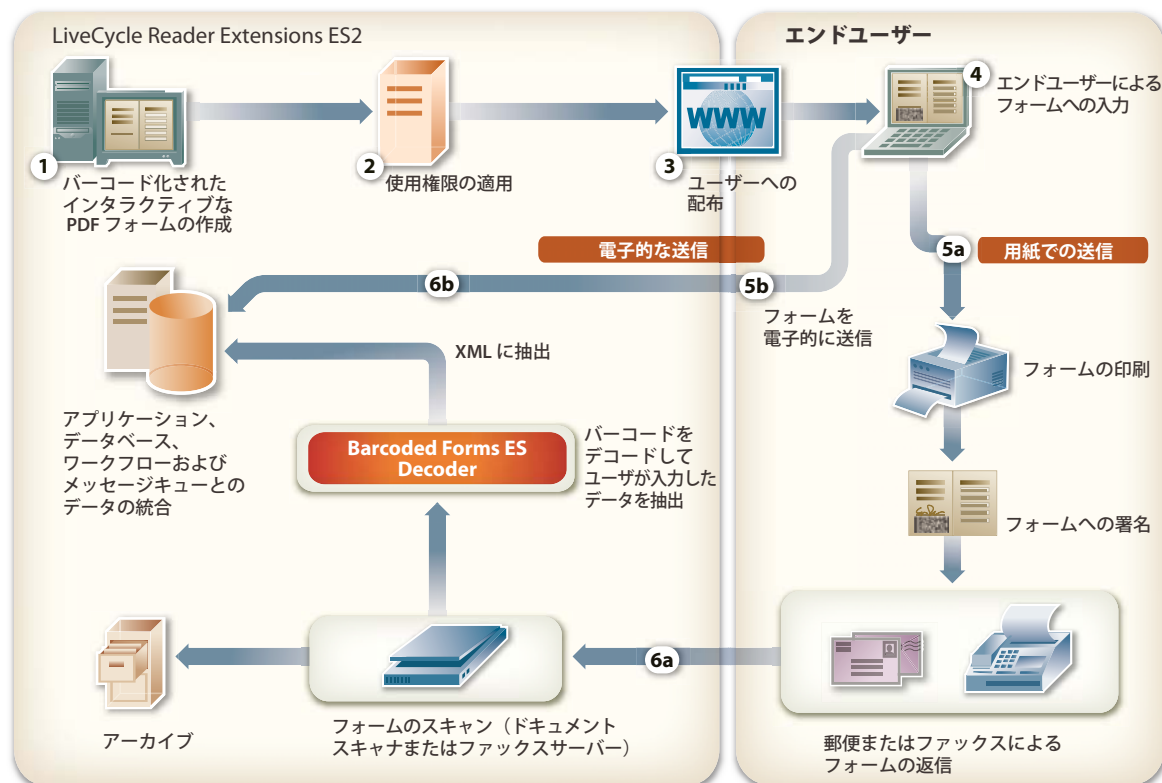 LiveCycle Reader Extensions ES2
エンドユーザー
1
バーコード化された
インタラクティブな
PDF フォームの作成
2
使用権限の適用
WWW
3
ユーザーへの
配布
4
エンドユーザーによる
フォームへの入力
電子的な送信
5a
用紙での送信
6b
5b
フォームを
電子的に送信
XML に抽出
フォームの印刷
アプリケーション、
データベース、
ワークフローおよび
メッセージキューとの
データの統合
Barcoded Forms ES
Decoder
バーコードを
デコードして
ユーザが入力した
データを抽出
フォームへの署名
6a
アーカイブ
フォームのスキャン（ドキュメント
スキャナまたはファックスサーバー）
郵便またはファックスによる
フォームの返信